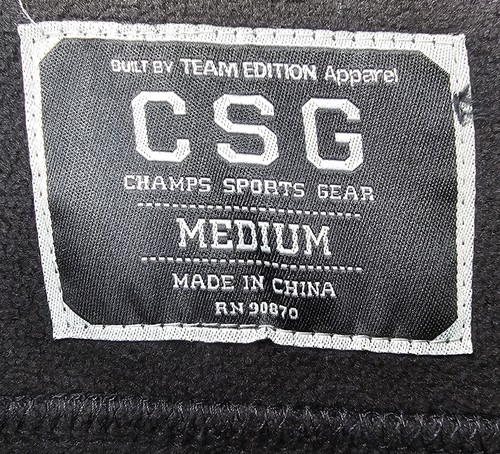 BUILT BY TEAM EDITION Apparel
CSG
CHAMPS SPORTS GEAR
MEDIUM
MADE IN CHINA
RN 90870